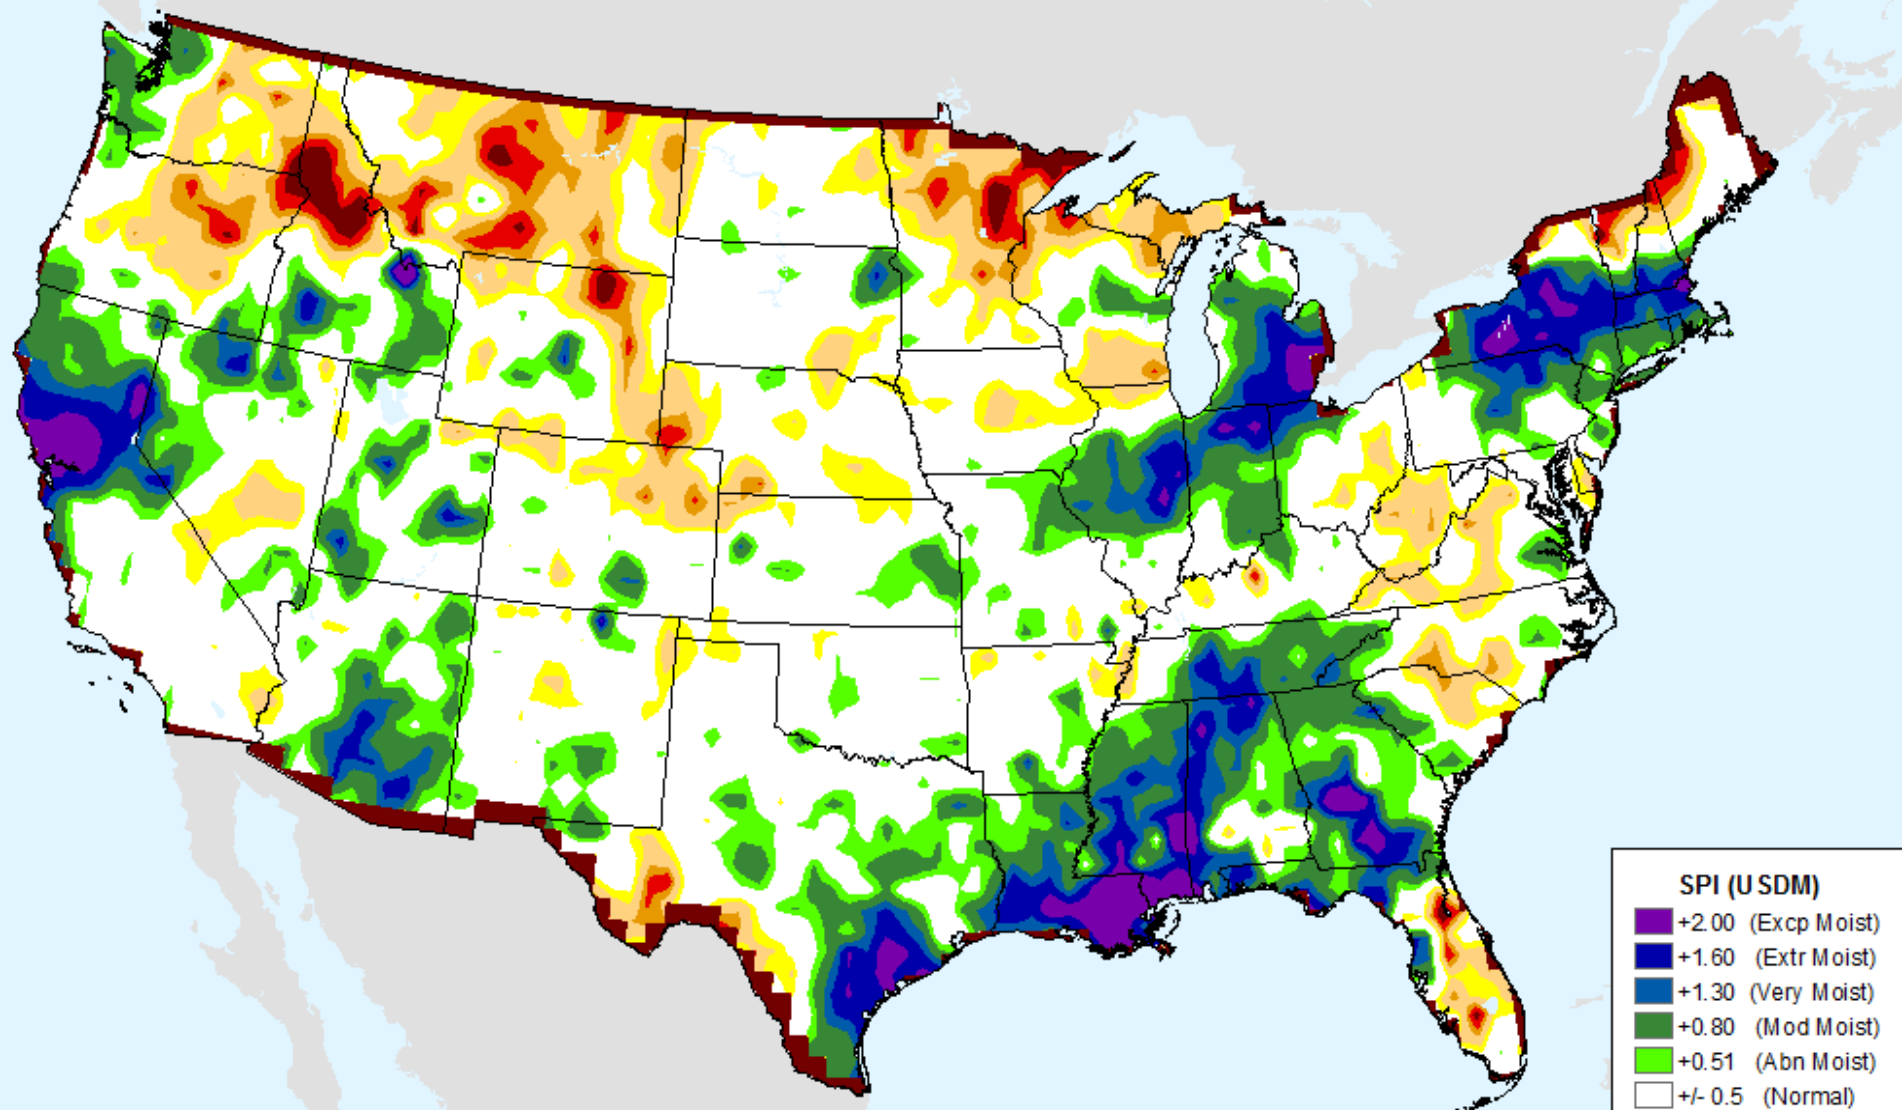 SPI (USDM)
+2.00 (Excp Moist)
+1.60 (Extr Moist)
+1.30 (Very Moist)
+0.80 (Mod Moist)
+0.51 (Abn Moist)
+/- 0.5 (Normal)